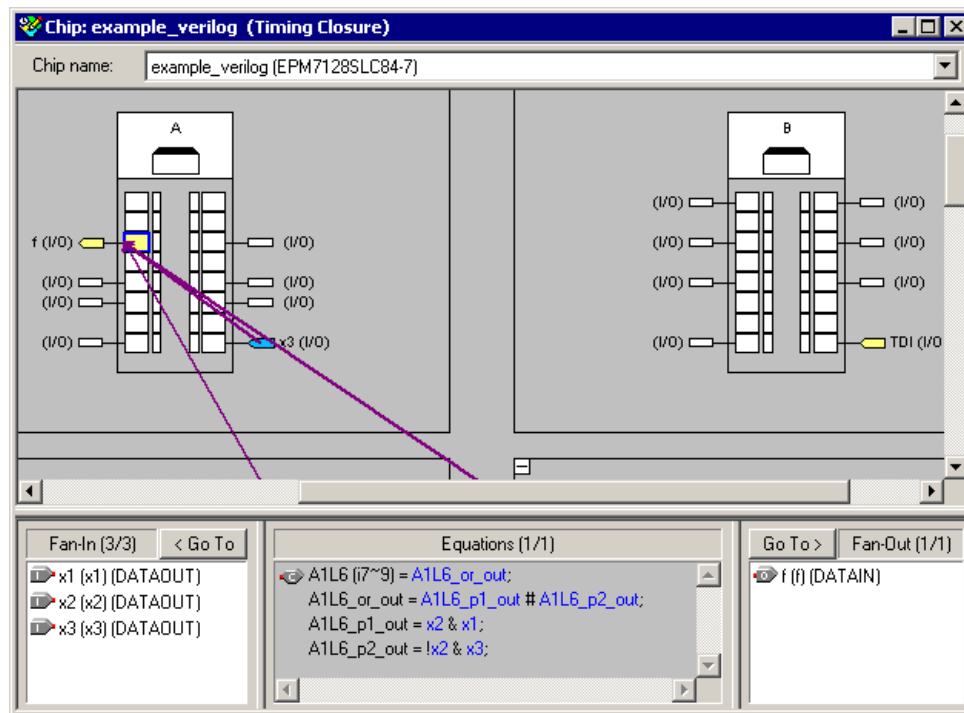 Chip: example_verilog (Timing Closure)
Chip name: example_verilog (EPM7128SLC84-7)
A B
(I/O) (I/O)
f (I/O) (I/O) (I/O) (I/O)
(I/O) (I/O) (I/O) (I/O)
(I/O) (I/O)
(I/O) x3 (I/O) (I/O) TDI (I/O
Fan-In (3/3) < Go To Equations (1/1) Go To > Fan-Out (1/1)
x1 (x1) (DATAOUT) A1L6 (i7~9) = A1L6_or_out; f (f) (DATAIN)
x2 (x2) (DATAOUT) A1L6_or_out = A1L6_p1_out # A1L6_p2_out;
x3 (x3) (DATAOUT) A1L6_p1_out = x2 & x1;
A1L6_p2_out = !x2 & x3;